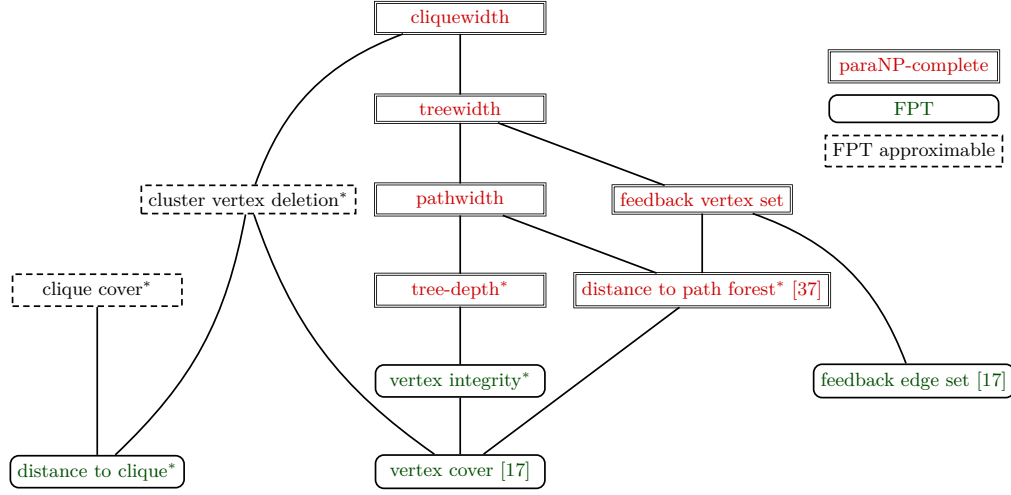 cliquewidth
paraNP-complete
treewidth
FPT
FPT approximable
cluster vertex deletion*
pathwidth
feedback vertex set
clique cover*
tree-depth*
distance to path forest* [37]
vertex integrity*
feedback edge set [17]
distance to clique*
vertex cover [17]